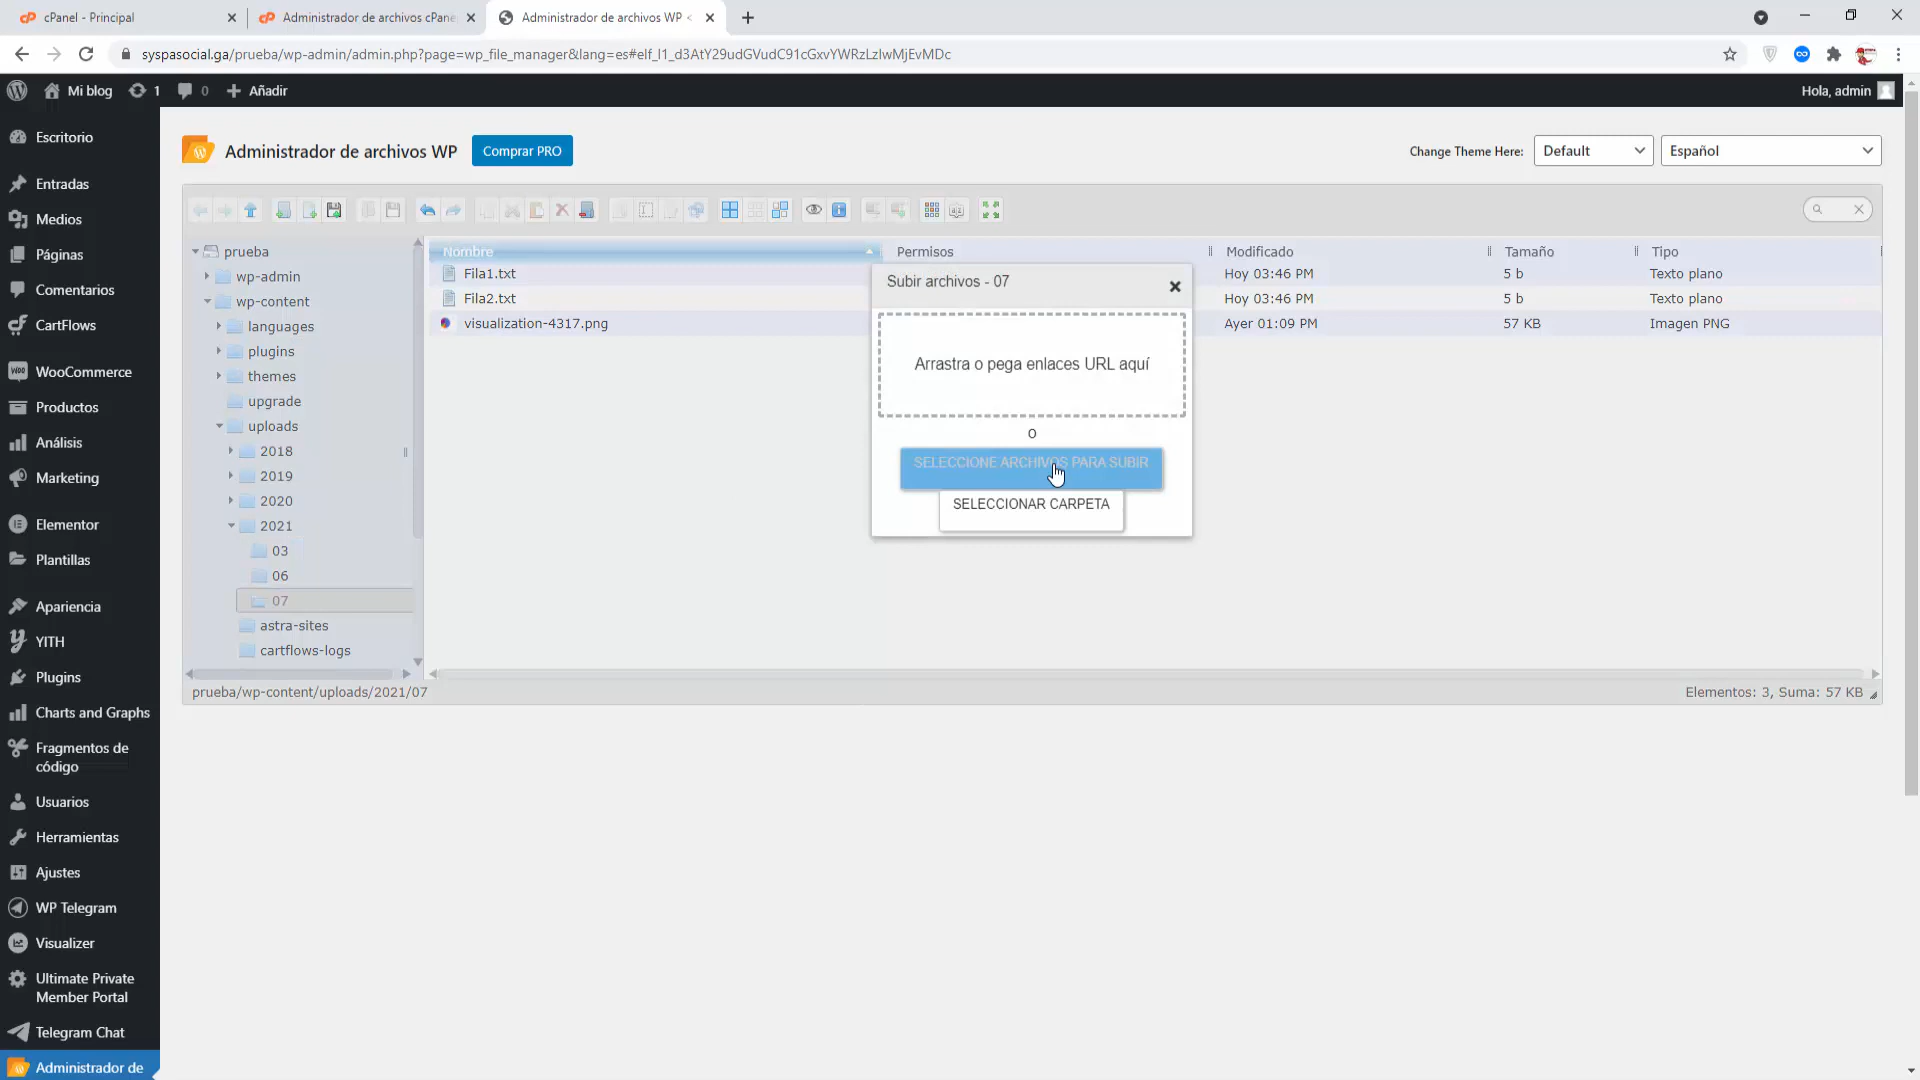 cPanel - Principal
Administrador de archivos cPane
Administrador de archivos WP <
syspasocial.ga/prueba/wp-admin/admin.php?page=wp_file_manager&lang=es#elf_l1_d3AtY29udGVudC91cGxvYWRzLzIwMjEvMDc
Mi blog
1
0
Añadir
Hola, admin
Escritorio
Entradas
Medios
Páginas
Comentarios
CartFlows
WooCommerce
Productos
Análisis
Marketing
Elementor
Plantillas
Apariencia
YITH
Plugins
Charts and Graphs
Fragmentos de
código
Usuarios
Herramientas
Ajustes
WP Telegram
Visualizer
Ultimate Private
Member Portal
Telegram Chat
Administrador de
Administrador de archivos WP
Comprar PRO
Change Theme Here:
Default
Español
prueba
wp-admin
wp-content
languages
plugins
themes
upgrade
uploads
2018
2019
2020
2021
03
06
07
astra-sites
cartflows-logs
Nombre
Permisos
Modificado
Tamaño
Tipo
Fila1.txt
Hoy 03:46 PM
5 b
Texto plano
Fila2.txt
Hoy 03:46 PM
5 b
Texto plano
visualization-4317.png
Ayer 01:09 PM
57 KB
Imagen PNG
Subir archivos - 07
Arrastra o pega enlaces URL aquí
o
SELECCIONE ARCHIVOS PARA SUBIR
SELECCIONAR CARPETA
prueba/wp-content/uploads/2021/07
Elementos: 3, Suma: 57 KB